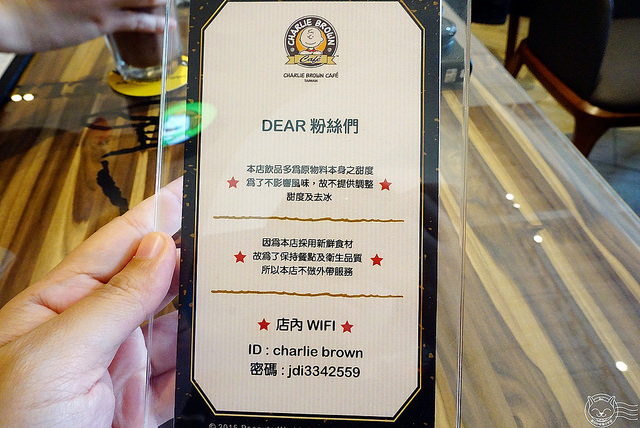 CHARLIE BROWN
Café
CHARLIE BROWN CAFÉ
TAIWAN
DEAR 粉絲們
本店飲品多為原物料本身之甜度
為了不影響風味，故不提供調整
甜度及去冰
因為本店採用新鮮食材
故為了保持餐點及衛生品質
所以本店不做外帶服務
店內 WIFI
ID : charlie brown
密碼 : jdi3342559